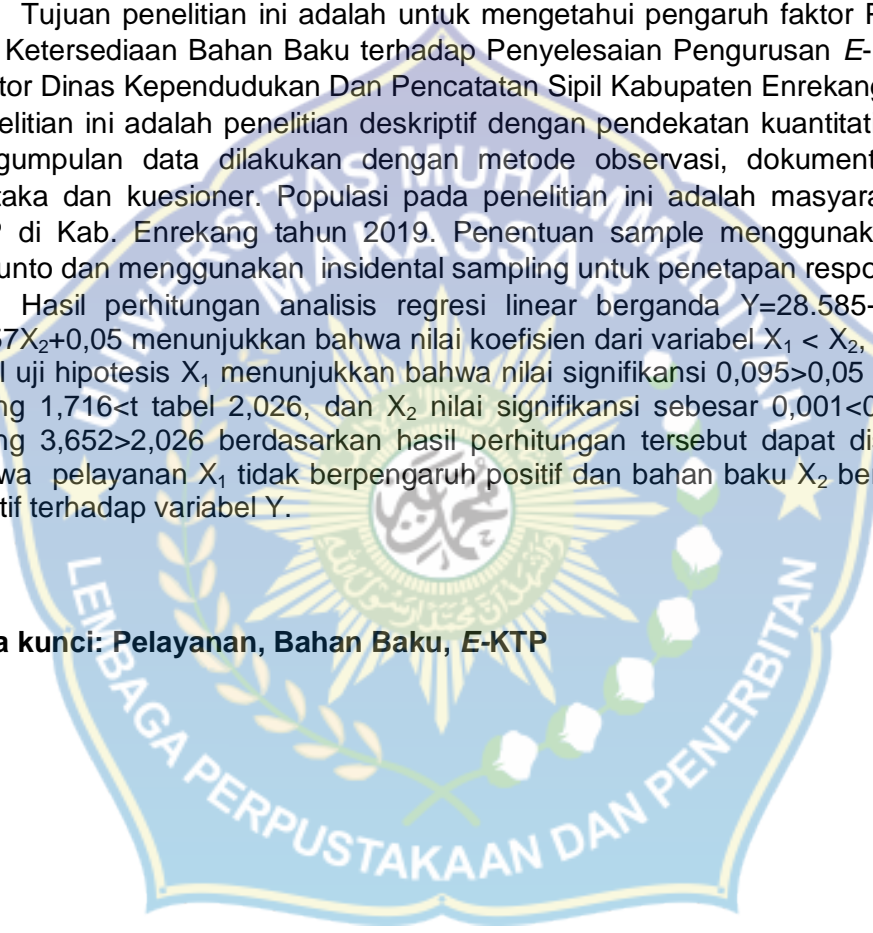 Tujuan penelitian ini adalah untuk mengetahui pengaruh faktor
Ketersediaan Bahan Baku terhadap Penyelesaian Pengurusan E-
tor Dinas Kependudukan Dan Pencatatan Sipil Kabupaten Enrekang
elitian ini adalah penelitian deskriptif dengan pendekatan kuantitat
gumpulan data dilakukan dengan metode observasi, dokument
taka dan kuesioner. Populasi pada penelitian ini adalah masyara
di Kab. Enrekang tahun 2019. Penentuan sample menggunak
unto dan menggunakan insidental sampling untuk penetapan respo
Hasil perhitungan analisis regresi linear berganda Y=28.585-
57X₂+0,05 menunjukkan bahwa nilai koefisien dari variabel X₁ < X₂,
l uji hipotesis X₁ menunjukkan bahwa nilai signifikansi 0,095>0,05
ng 1,716<t tabel 2,026, dan X₂ nilai signifikansi sebesar 0,001<0
ng 3,652>2,026 berdasarkan hasil perhitungan tersebut dapat dis
wa pelayanan X₁ tidak berpengaruh positif dan bahan baku X₂ ber
tif terhadap variabel Y.
a kunci: Pelayanan, Bahan Baku, E-KTP
UNIVERSITAS MUHAMMADIYAH
MAKASSAR
LEMBAGA PERPUSTAKAAN DAN PENERBITAN